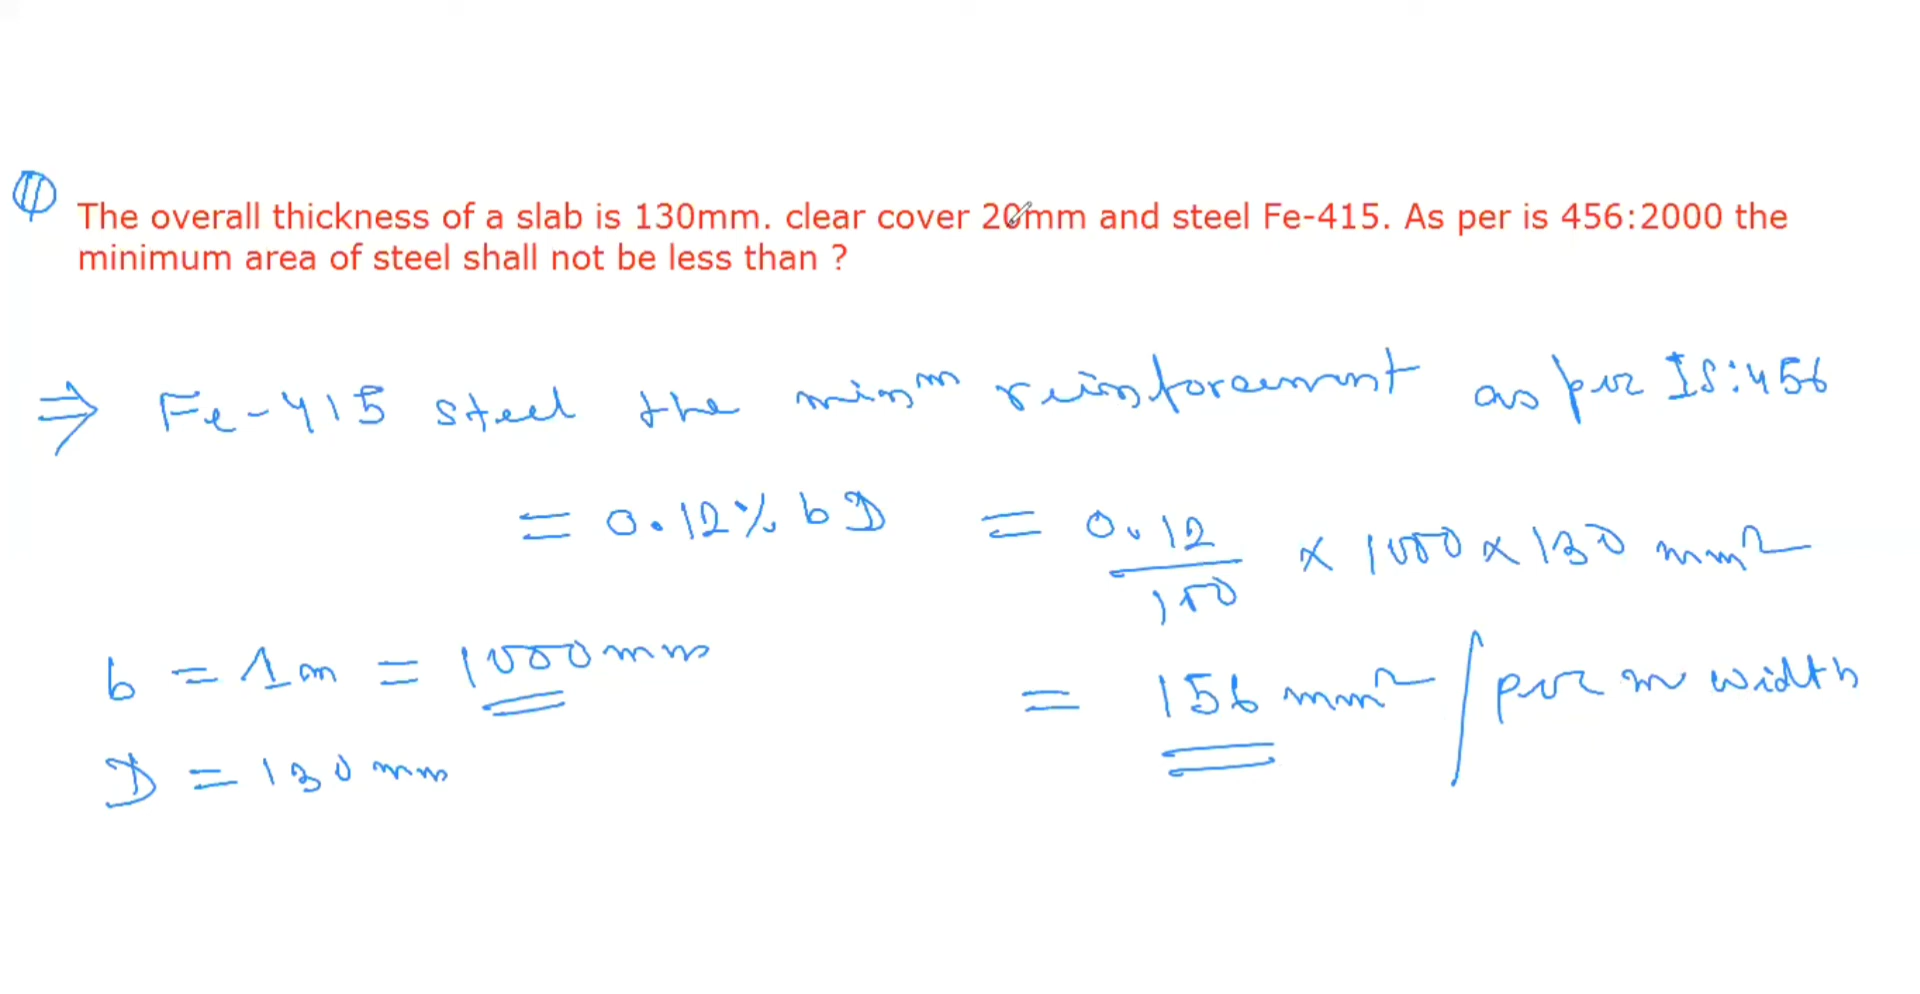 ①
The overall thickness of a slab is 130mm. clear cover 20mm and steel Fe-415. As per is 456:2000 the
minimum area of steel shall not be less than ?
⇒ Fe-415 steel the minᵐ reinforcement as per IS:456
= 0.12% bD = 0.12/100 × 1000 × 130 mm²
b = 1m = 1000mm
= 156 mm² / per m width
D = 130 mm